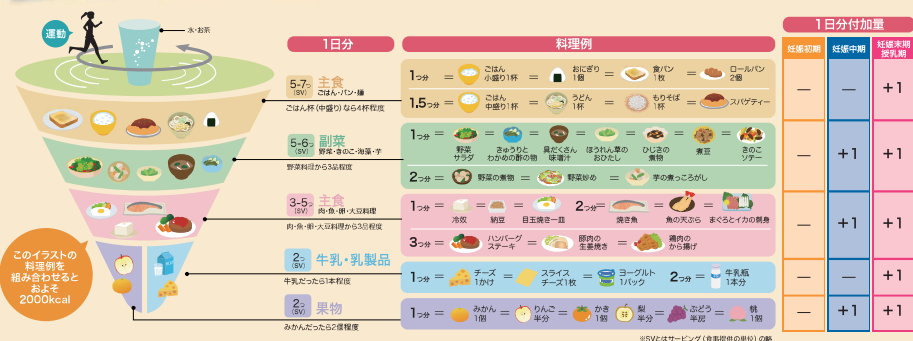 運動
水・お茶
1日分
料理例
1日分付加量
妊娠初期
妊娠中期
妊娠末期
授乳期
5-7つ
(SV)
主食
ごはん・パン・麺
ごはん杯(中盛り)なら4杯程度
1つ分 = ごはん小盛り1杯 = おにぎり1個 = 食パン1枚 = ロールパン2個
1.5つ分 = ごはん中盛り1杯 = うどん1杯 = もりそば1杯 = スパゲティー
— — +1
5-6つ
(SV)
副菜
野菜・きのこ・海藻・芋
野菜料理から3品程度
1つ分 = 野菜サラダ = きゅうりとわかめの酢の物 = 具だくさん味噌汁 = ほうれん草のおひたし = ひじきの煮物 = 煮豆 = きのこソテー
2つ分 = 野菜の煮物 = 野菜炒め = 芋の煮っころがし
— +1 +1
3-5つ
(SV)
主食
肉・魚・卵・大豆料理
肉・魚・卵・大豆料理から3品程度
1つ分 = 冷奴 = 納豆 = 目玉焼き一皿 2つ分 = 焼き魚 = 魚の天ぷら = まぐろとイカの刺身
3つ分 = ハンバーグステーキ = 豚肉の生姜焼き = 鶏肉のから揚げ
— +1 +1
2つ
(SV)
牛乳・乳製品
牛乳だったら1本程度
1つ分 = チーズ1かけ = スライスチーズ1枚 = ヨーグルト1パック 2つ分 = 牛乳瓶1本分
— — +1
2つ
(SV)
果物
みかんだったら2個程度
1つ分 = みかん1個 = りんご半分 = かき1個 = 梨半分 = ぶどう半房 = 桃1個
— +1 +1
このイラストの
料理例を
組み合わせると
およそ
2000kcal
※SVとはサービング(食事提供の単位)の略